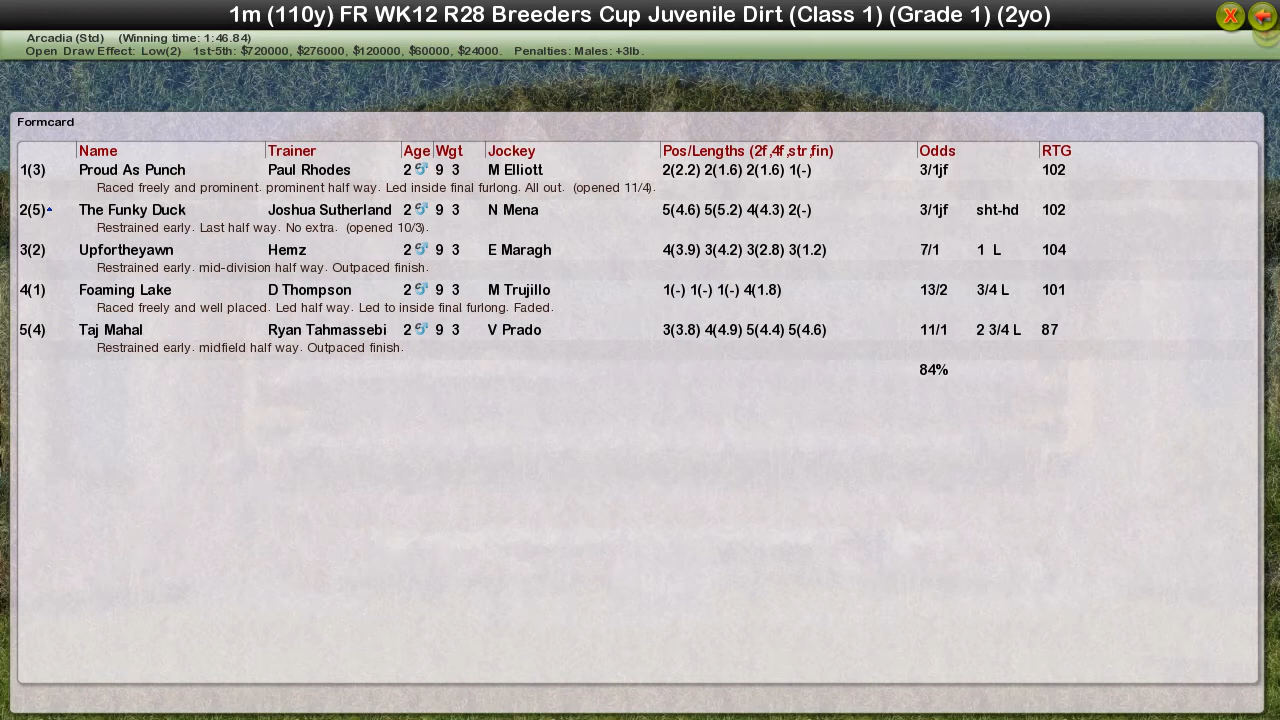 1m (110y) FR WK12 R28 Breeders Cup Juvenile Dirt (Class 1) (Grade 1) (2yo)
Arcadia (Std) (Winning time: 1:46.84)
Open Draw Effect: Low(2) 1st-5th: $720000, $276000, $120000, $60000, $24000. Penalties: Males: +3lb.
Formcard
Name Trainer Age Wgt Jockey Pos/Lengths (2f,4f,str,fin) Odds RTG
1(3) Proud As Punch Paul Rhodes 2 9 3 M Elliott 2(2.2) 2(1.6) 2(1.6) 1(-) 3/1jf 102
Raced freely and prominent. prominent half way. Led inside final furlong. All out. (opened 11/4).
2(5) The Funky Duck Joshua Sutherland 2 9 3 N Mena 5(4.6) 5(5.2) 4(4.3) 2(-) 3/1jf sht-hd 102
Restrained early. Last half way. No extra. (opened 10/3).
3(2) Upfortheyawn Hemz 2 9 3 E Maragh 4(3.9) 3(4.2) 3(2.8) 3(1.2) 7/1 1 L 104
Restrained early. mid-division half way. Outpaced finish.
4(1) Foaming Lake D Thompson 2 9 3 M Trujillo 1(-) 1(-) 1(-) 4(1.8) 13/2 3/4 L 101
Raced freely and well placed. Led half way. Led to inside final furlong. Faded.
5(4) Taj Mahal Ryan Tahmassebi 2 9 3 V Prado 3(3.8) 4(4.9) 5(4.4) 5(4.6) 11/1 2 3/4 L 87
Restrained early. midfield half way. Outpaced finish.
84%